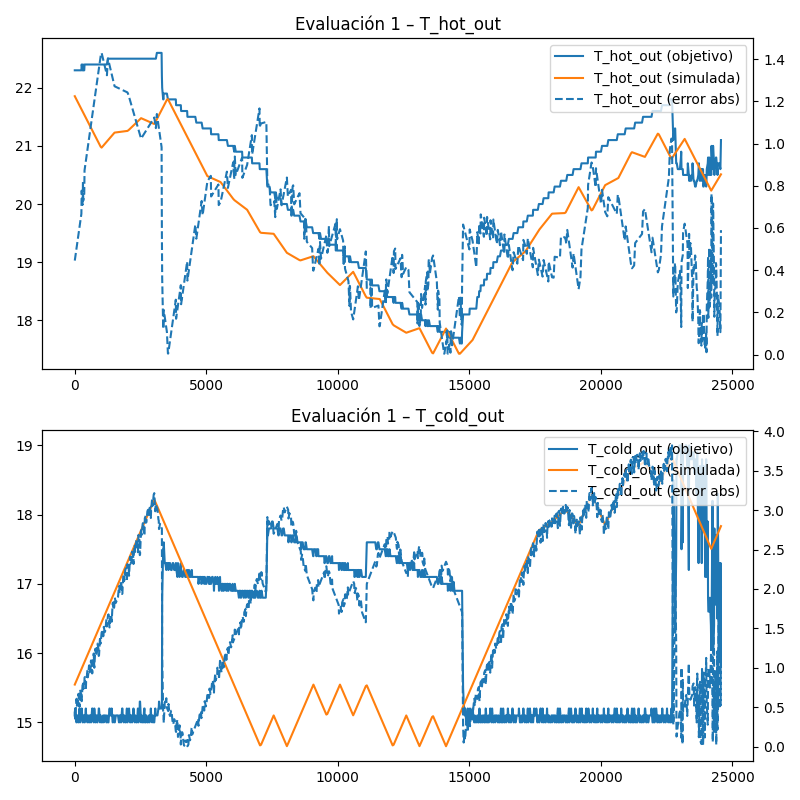 Evaluación 1 – T_hot_out
T_hot_out (objetivo)
T_hot_out (simulada)
T_hot_out (error abs)
22
21
20
19
18
1.4
1.2
1.0
0.8
0.6
0.4
0.2
0.0
0 5000 10000 15000 20000 25000
Evaluación 1 – T_cold_out
T_cold_out (objetivo)
T_cold_out (simulada)
T_cold_out (error abs)
19
18
17
16
15
4.0
3.5
3.0
2.5
2.0
1.5
1.0
0.5
0.0
0 5000 10000 15000 20000 25000